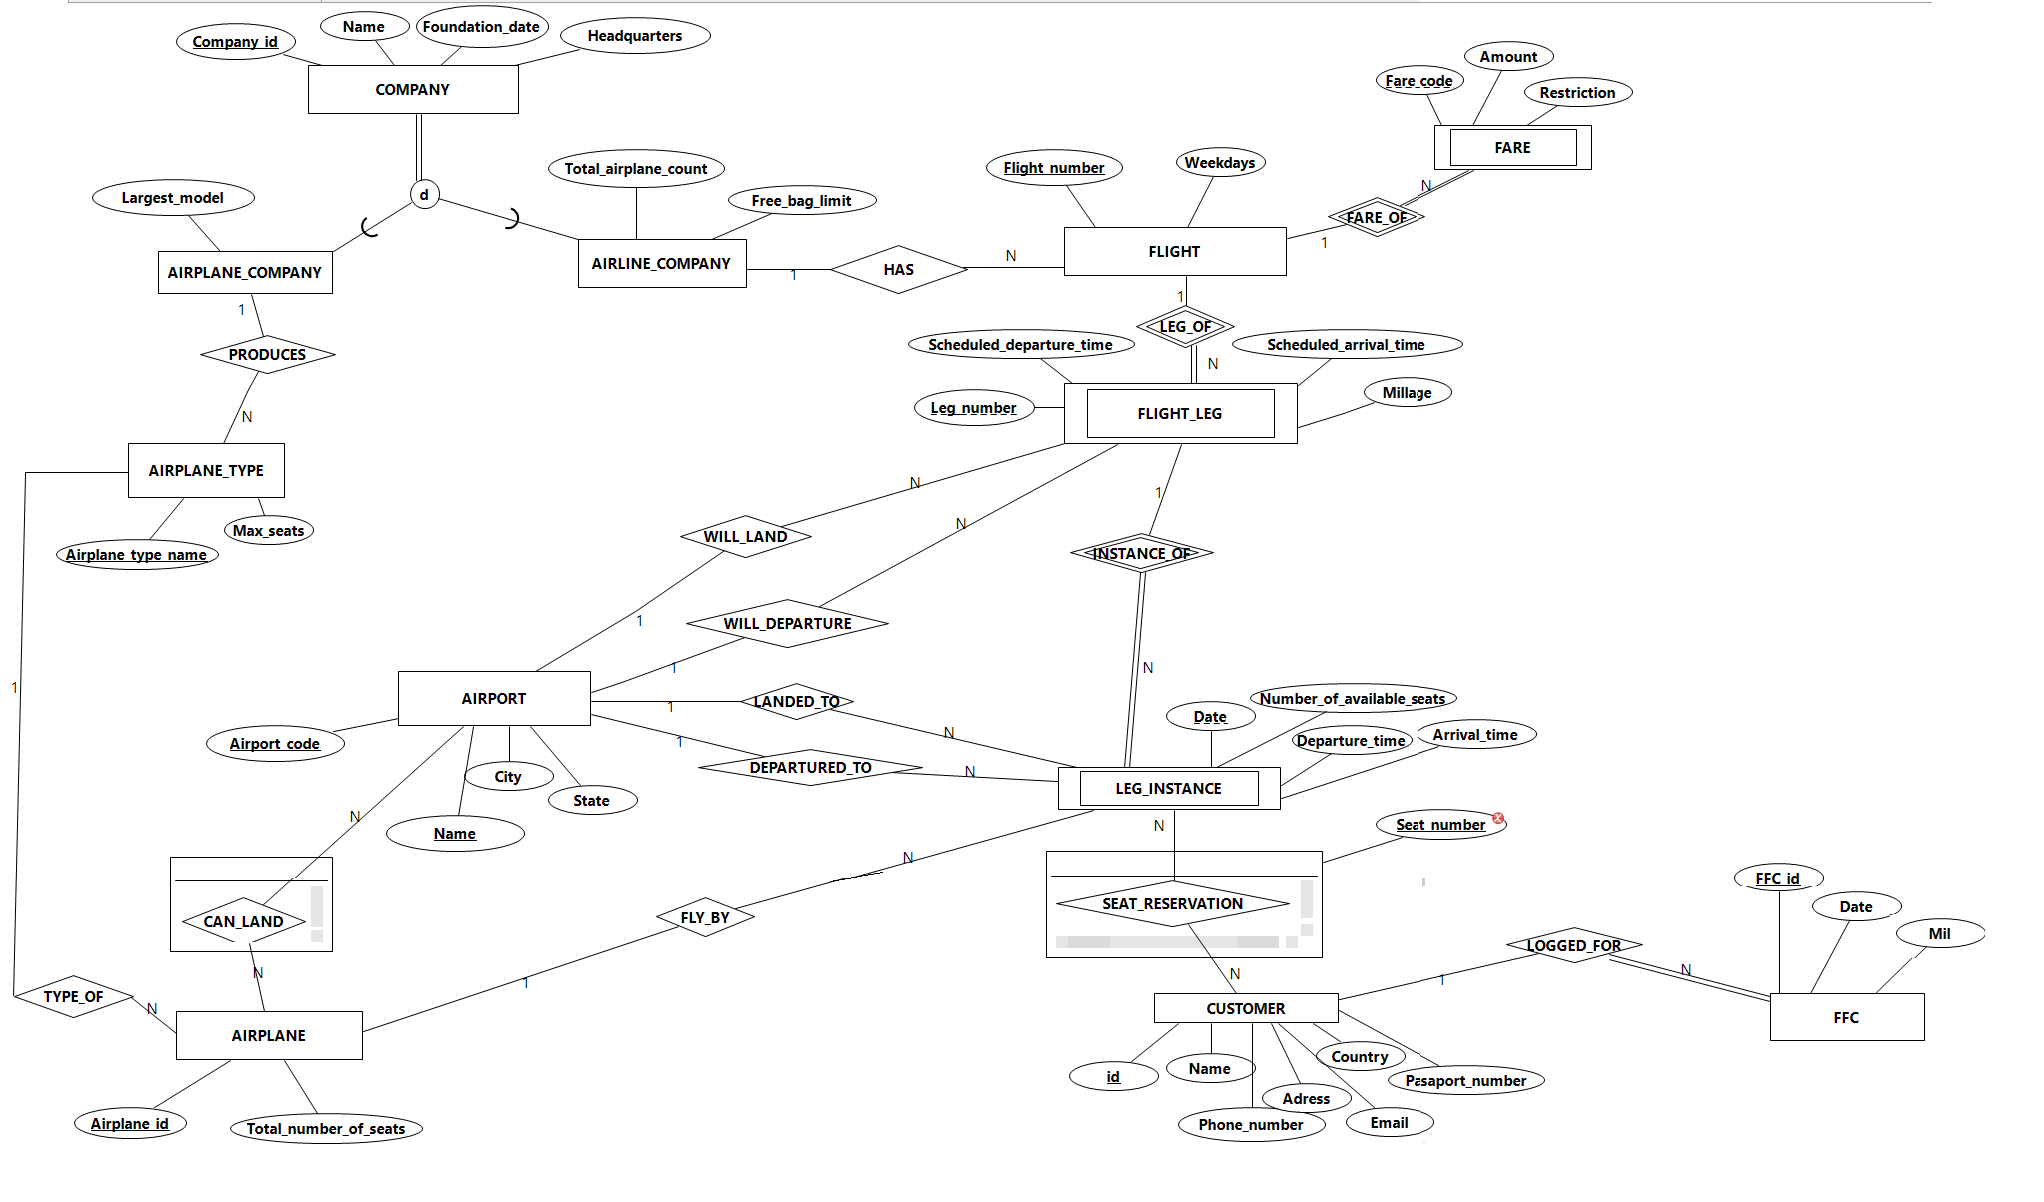 Company_id
Name
Foundation_date
Headquarters
COMPANY
Fare_code
Amount
Restriction
FARE
d
Largest_model
Total_airplane_count
Free_bag_limit
Flight_number
Weekdays
N
FARE_OF
1
AIRPLANE_COMPANY
AIRLINE_COMPANY
1
HAS
N
FLIGHT
1
PRODUCES
N
1
LEG_OF
N
Scheduled_departure_time
Scheduled_arrival_time
Leg_number
FLIGHT_LEG
Millage
AIRPLANE_TYPE
Airplane_type_name
Max_seats
N
WILL_LAND
1
N
WILL_DEPARTURE
1
1
INSTANCE_OF
N
1
AIRPORT
1
LANDED_TO
N
1
DEPARTURED_TO
N
Airport_code
City
State
Name
Date
Number_of_available_seats
Departure_time
Arrival_time
LEG_INSTANCE
N
Seat_number
SEAT_RESERVATION
N
N
CAN_LAND
N
N
FLY_BY
1
TYPE_OF
N
AIRPLANE
Airplane_id
Total_number_of_seats
CUSTOMER
1
LOGGED_FOR
N
FFC_id
Date
Mil
FFC
id
Name
Phone_number
Adress
Country
Email
Pasaport_number